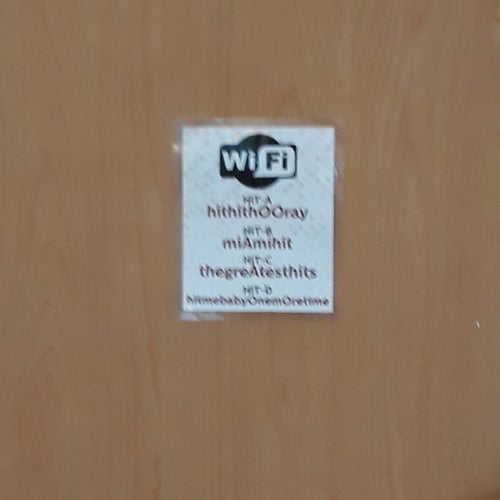 WiFi
HIT-A
hithithOOray
HIT-B
miAmihit
HIT-C
thegreAtesthits
HIT-D
hitmebabyOnemOretime